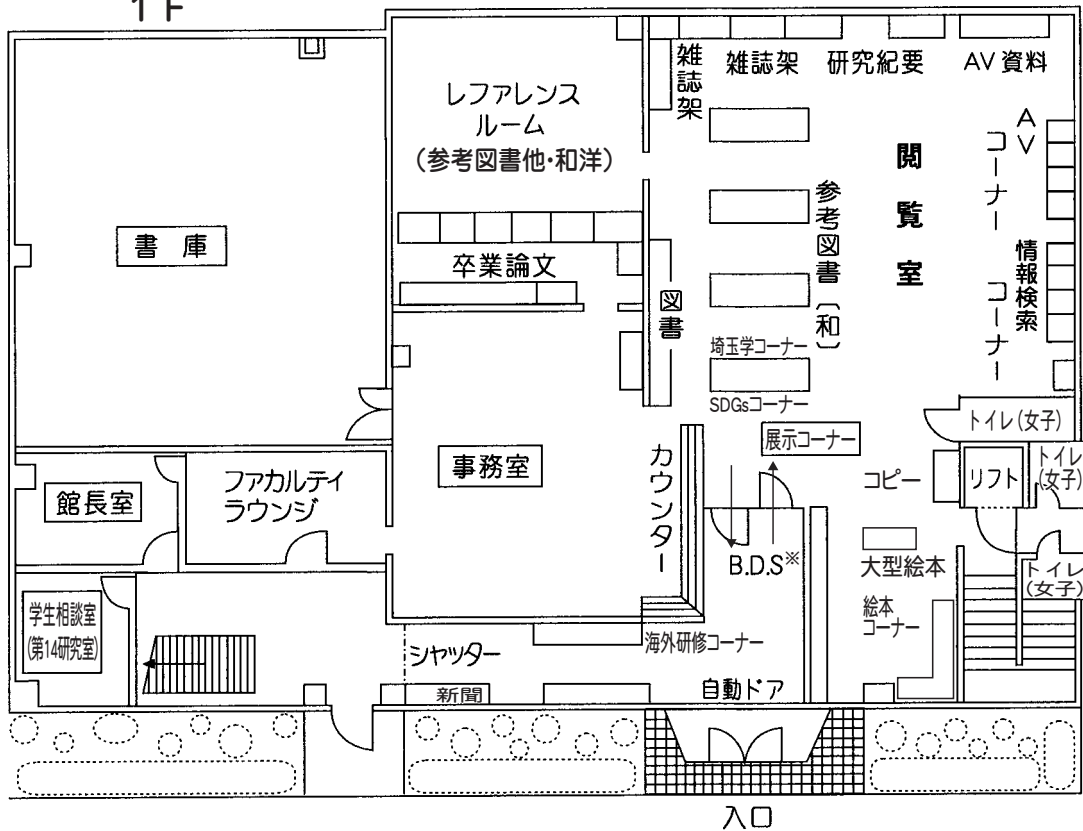 1F
レファレンス
ルーム
(参考図書他・和洋)
雑誌架
雑誌架
研究紀要
AV資料
AV
コーナー
閲覧室
参考図書〔和〕
書庫
卒業論文
図書
情報検索
コーナー
埼玉学コーナー
SDGsコーナー
トイレ(女子)
展示コーナー
事務室
カウンター
館長室
ファカルティ
ラウンジ
コピー
リフト
トイレ
(女子)
B.D.S※
大型絵本
トイレ
(女子)
絵本
コーナー
学生相談室
(第14研究室)
シャッター
海外研修コーナー
新聞
自動ドア
入口